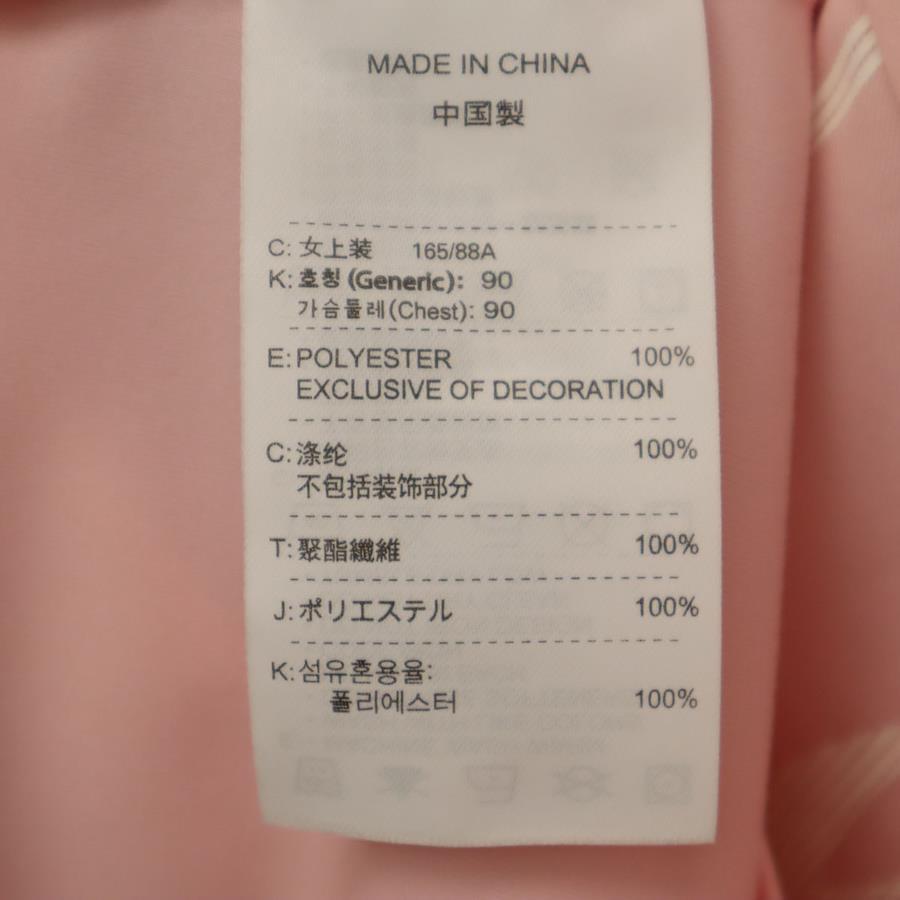 MADE IN CHINA
中国製
C: 女上装 165/88A
K: 호칭 (Generic): 90
가슴둘레(Chest): 90
E: POLYESTER 100%
EXCLUSIVE OF DECORATION
C: 涤纶 100%
不包括装饰部分
T: 聚酯纖維 100%
J: ポリエステル 100%
K: 섬유혼용율:
폴리에스터 100%